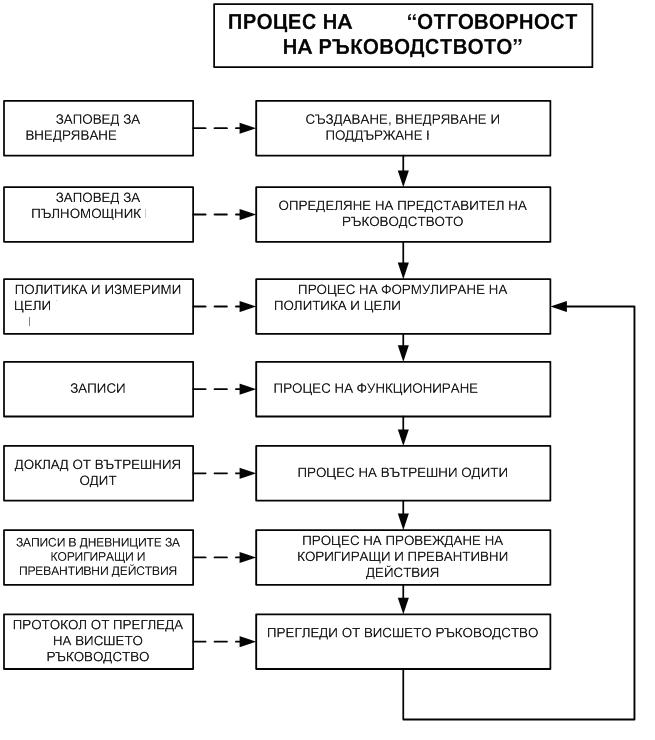 ПРОЦЕС НА “ОТГОВОРНОСТ
НА РЪКОВОДСТВОТО”
ЗАПОВЕД ЗА
ВНЕДРЯВАНЕ
СЪЗДАВАНЕ, ВНЕДРЯВАНЕ И
ПОДДЪРЖАНЕ
ЗАПОВЕД ЗА
ПЪЛНОМОЩНИК
ОПРЕДЕЛЯНЕ НА ПРЕДСТАВИТЕЛ НА
РЪКОВОДСТВОТО
ПОЛИТИКА И ИЗМЕРИМИ
ЦЕЛИ
ПРОЦЕС НА ФОРМУЛИРАНЕ НА
ПОЛИТИКА И ЦЕЛИ
ЗАПИСИ
ПРОЦЕС НА ФУНКЦИОНИРАНЕ
ДОКЛАД ОТ ВЪТРЕШНИЯ
ОДИТ
ПРОЦЕС НА ВЪТРЕШНИ ОДИТИ
ЗАПИСИ В ДНЕВНИЦИТЕ ЗА
КОРИГИРАЩИ И
ПРЕВАНТИВНИ ДЕЙСТВИЯ
ПРОЦЕС НА ПРОВЕЖДАНЕ НА
КОРИГИРАЩИ И ПРЕВАНТИВНИ
ДЕЙСТВИЯ
ПРОТОКОЛ ОТ ПРЕГЛЕДА
НА ВИСШЕТО
РЪКОВОДСТВО
ПРЕГЛЕДИ ОТ ВИСШЕТО РЪКОВОДСТВО